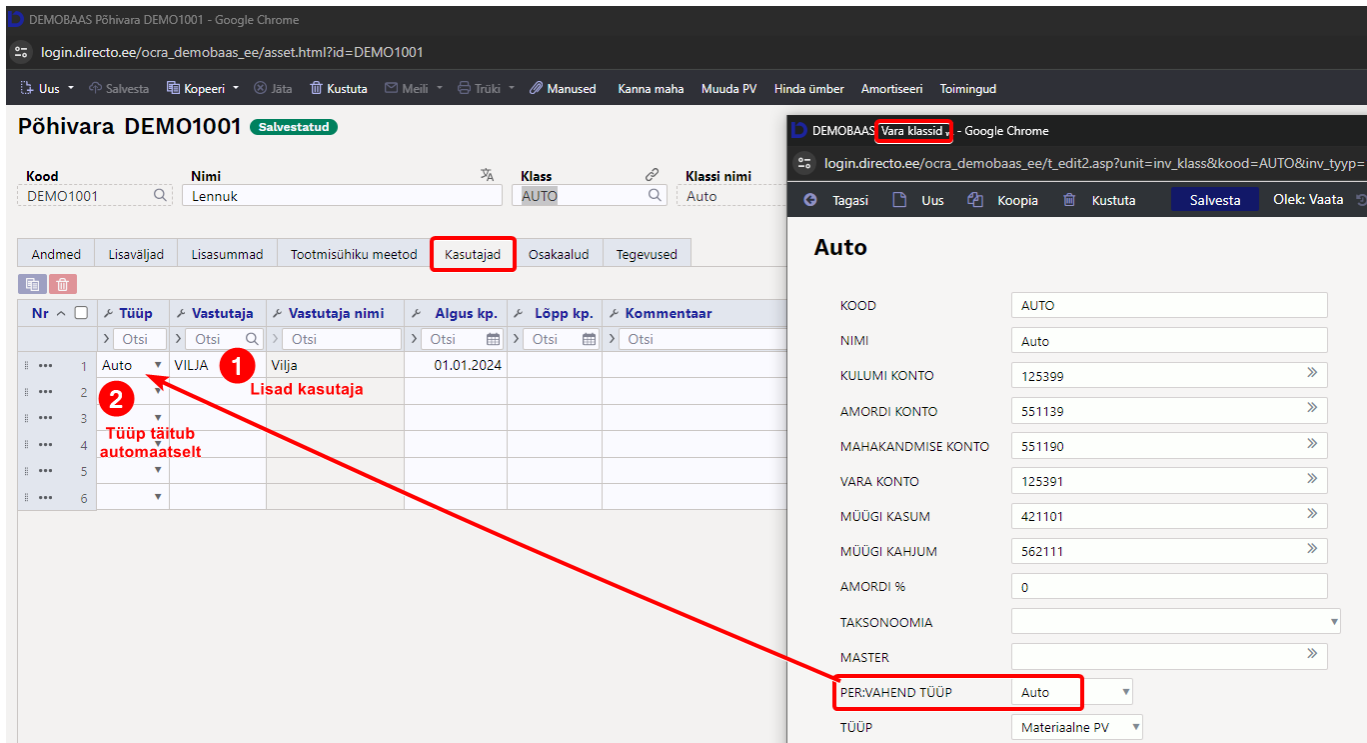 DEMOBAAS Põhivara DEMO1001 - Google Chrome
login.directo.ee/ocra_demobaas_ee/asset.html?id=DEMO1001
Uus Salvesta Kopeeri Jäta Kustuta Meili Trüki Manused Kanna maha Muuda PV Hinda ümber Amortiseeri Toimingud
Põhivara DEMO1001 Salvestatud
Kood Nimi Klass Klassi nimi
DEMO1001 Lennuk AUTO Auto
Andmed Lisaväljad Lisasummad Tootmisühiku meetod Kasutajad Osakaalud Tegevused
Nr Tüüp Vastutaja Vastutaja nimi Algus kp. Lõpp kp. Kommentaar
> Otsi > Otsi > Otsi > Otsi > Otsi > Otsi
1 Auto VILJA 1 Vilja 01.01.2024
Lisad kasutaja
2
2
3
Tüüp täitub
automaatselt
4
5
6
DEMOBAAS Vara klassid - Google Chrome
login.directo.ee/ocra_demobaas_ee/t_edit2.asp?unit=inv_klass&kood=AUTO&inv_tyyp=
Tagasi Uus Koopia Kustuta Salvesta Olek: Vaata
Auto
KOOD AUTO
NIMI Auto
KULUMI KONTO 125399
AMORDI KONTO 551139
MAHAKANDMISE KONTO 551190
VARA KONTO 125391
MÜÜGI KASUM 421101
MÜÜGI KAHJUM 562111
AMORDI % 0
TAKSONOOMIA
MASTER
PER:VAHEND TÜÜP Auto
TÜÜP Materiaalne PV